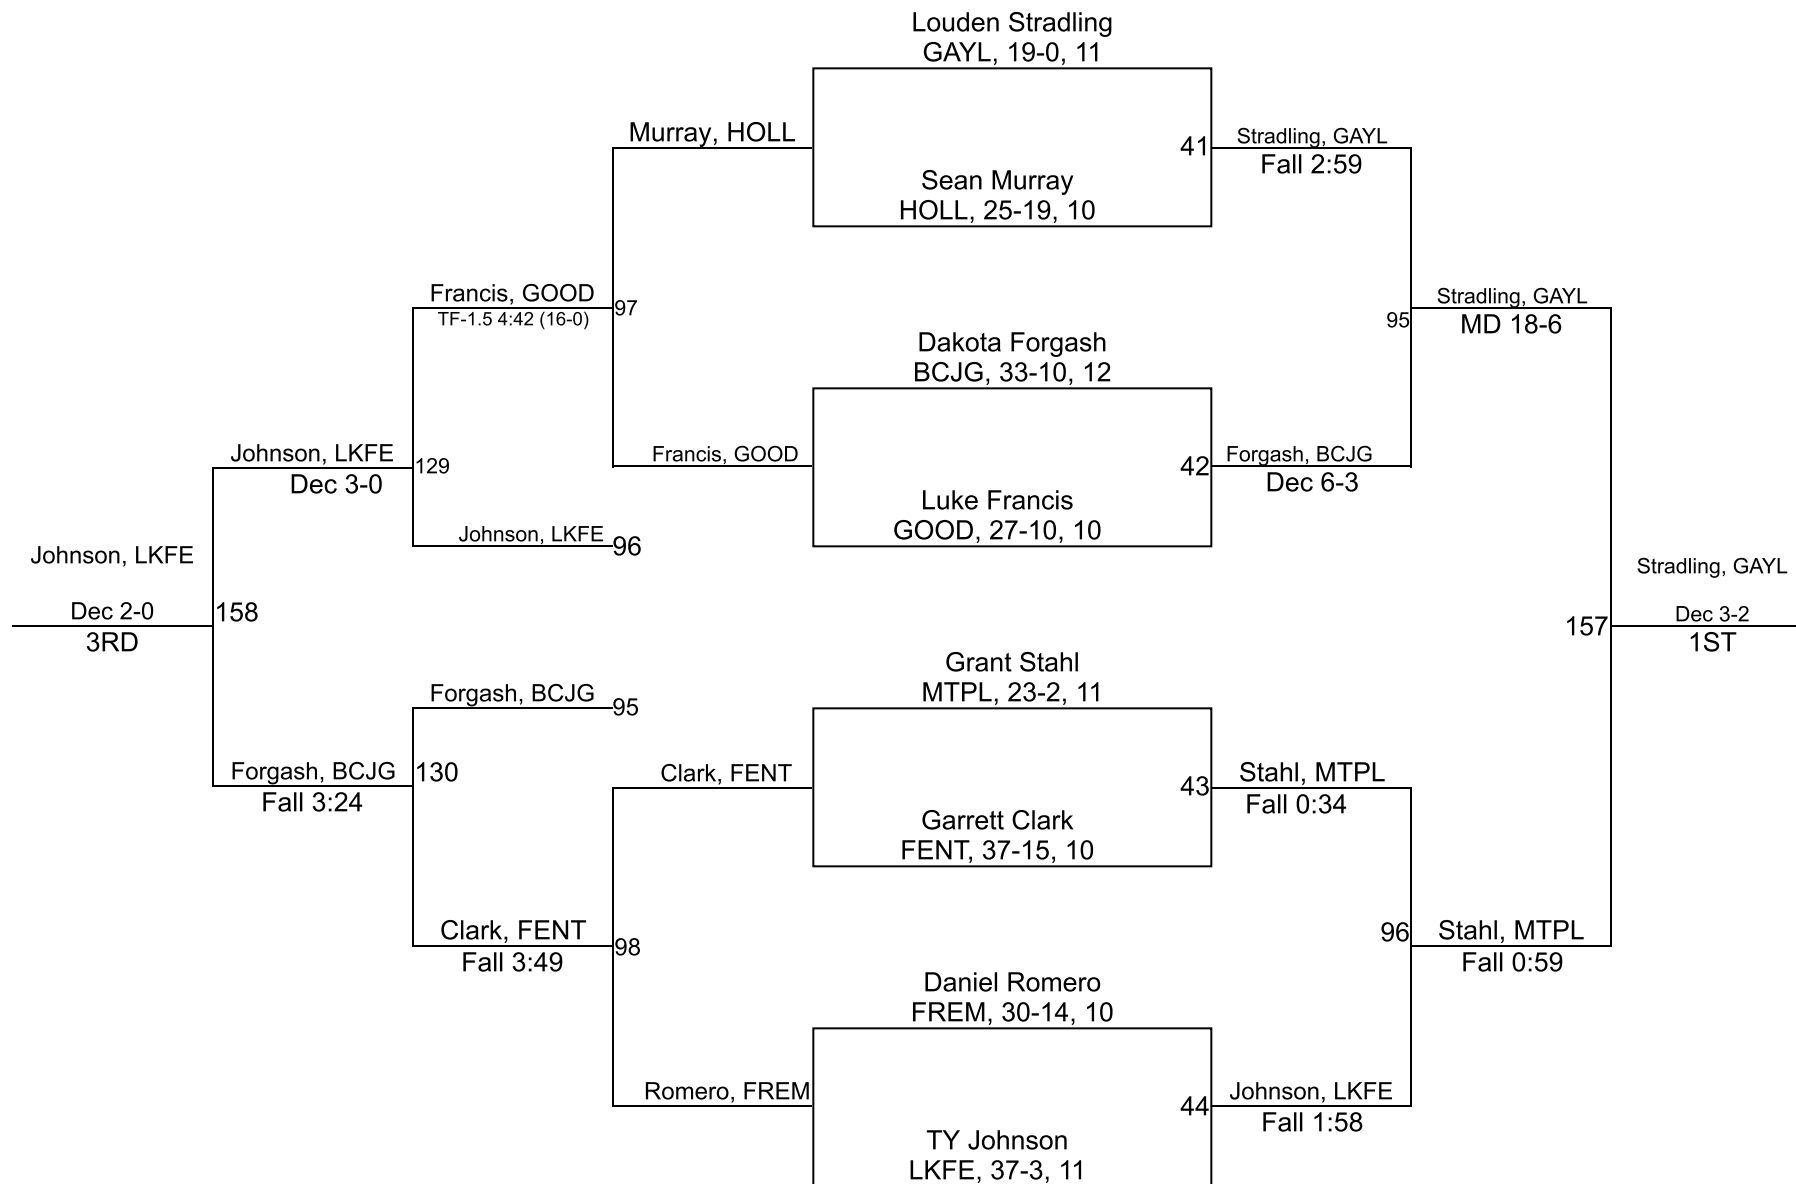 Louden Stradling
GAYL, 19-0, 11
Murray, HOLL
41
Stradling, GAYL
Fall 2:59
Sean Murray
HOLL, 25-19, 10
Francis, GOOD
TF-1.5 4:42 (16-0)
97
Stradling, GAYL
MD 18-6
95
Dakota Forgash
BCJG, 33-10, 12
Johnson, LKFE
Dec 3-0
129
Francis, GOOD
42
Forgash, BCJG
Dec 6-3
Luke Francis
GOOD, 27-10, 10
Johnson, LKFE
96
Johnson, LKFE
Dec 2-0
3RD
158
Stradling, GAYL
157
Dec 3-2
1ST
Grant Stahl
MTPL, 23-2, 11
Forgash, BCJG
95
Forgash, BCJG
Fall 3:24
130
Clark, FENT
43
Stahl, MTPL
Fall 0:34
Garrett Clark
FENT, 37-15, 10
Clark, FENT
Fall 3:49
98
96
Stahl, MTPL
Fall 0:59
Daniel Romero
FREM, 30-14, 10
Romero, FREM
44
Johnson, LKFE
Fall 1:58
TY Johnson
LKFE, 37-3, 11